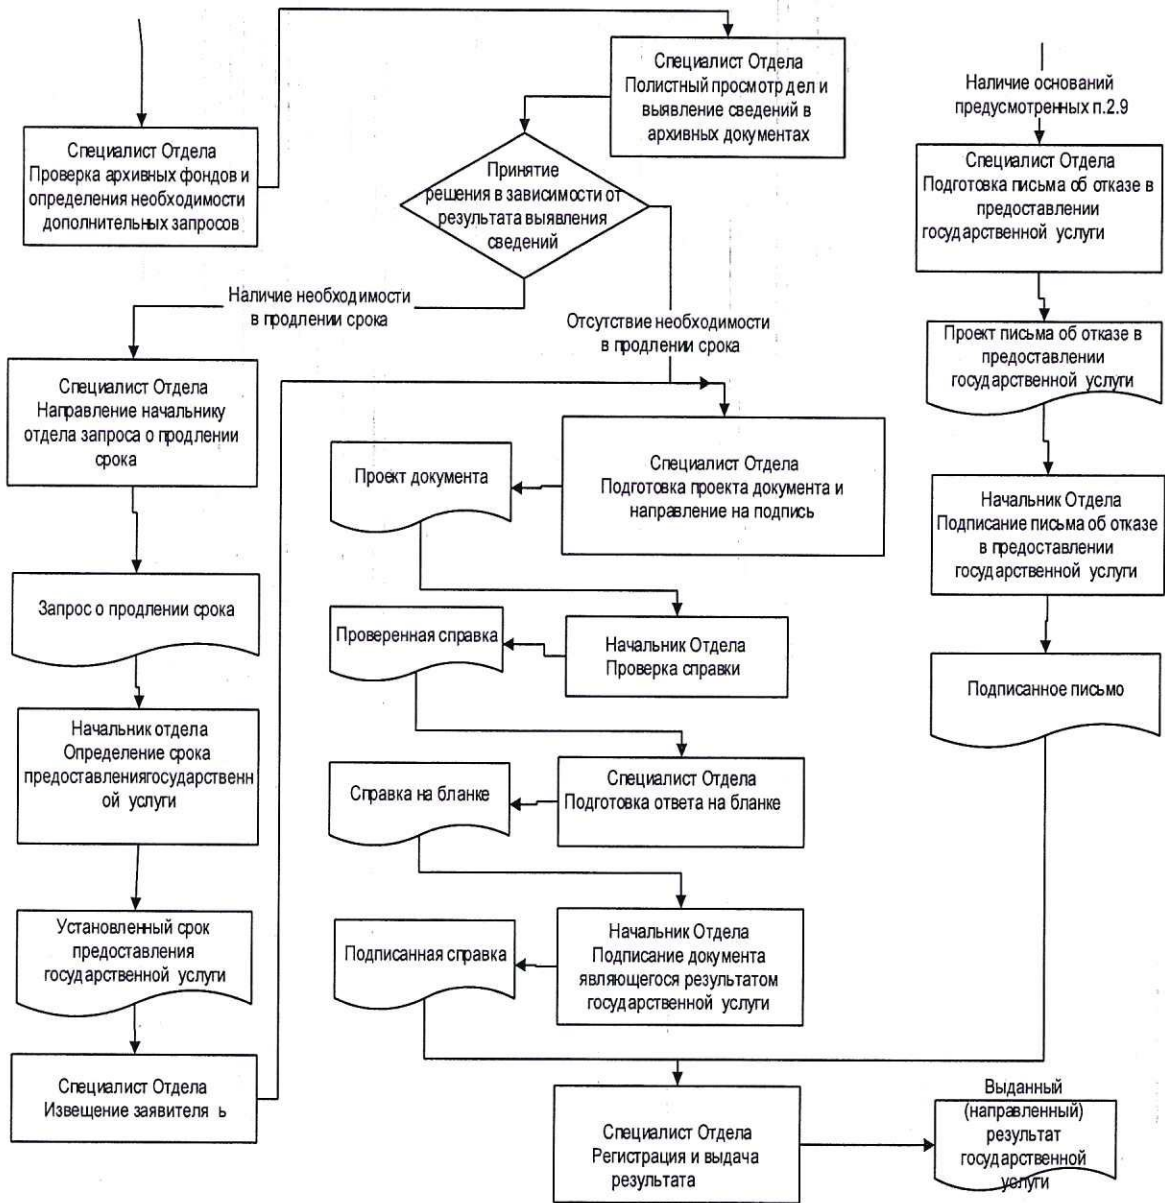 Специалист Отдела
Проверка архивных фондов и
определения необходимости
дополнительных запросов
Специалист Отдела
Полистный просмотр дел и
выявление сведений в
архивных документах
Принятие
решения в зависимости от
результата выявления
сведений
Наличие необходимости
в продлении срока
Отсутствие необходимости
в продлении срока
Специалист Отдела
Направление начальнику
отдела запроса о продлении
срока
Запрос о продлении срока
Начальник отдела
Определение срока
предоставлениягосударственн
ой услуги
Установленный срок
предоставления
государственной услуги
Специалист Отдела
Извещение заявителя ь
Специалист Отдела
Подготовка проекта документа и
направление на подпись
Проект документа
Начальник Отдела
Проверка справки
Проверенная справка
Специалист Отдела
Подготовка ответа на бланке
Справка на бланке
Начальник Отдела
Подписание документа
являющегося результатом
государственной услуги
Подписанная справка
Наличие оснований
предусмотренных п.2.9
Специалист Отдела
Подготовка письма об отказе в
предоставлении
государственной услуги
Проект письма об отказе в
предоставлении
государственной услуги
Начальник Отдела
Подписание письма об отказе
в предоставлении
государственной услуги
Подписанное письмо
Специалист Отдела
Регистрация и выдача
результата
Выданный
(направленный)
результат
государственной
услуги